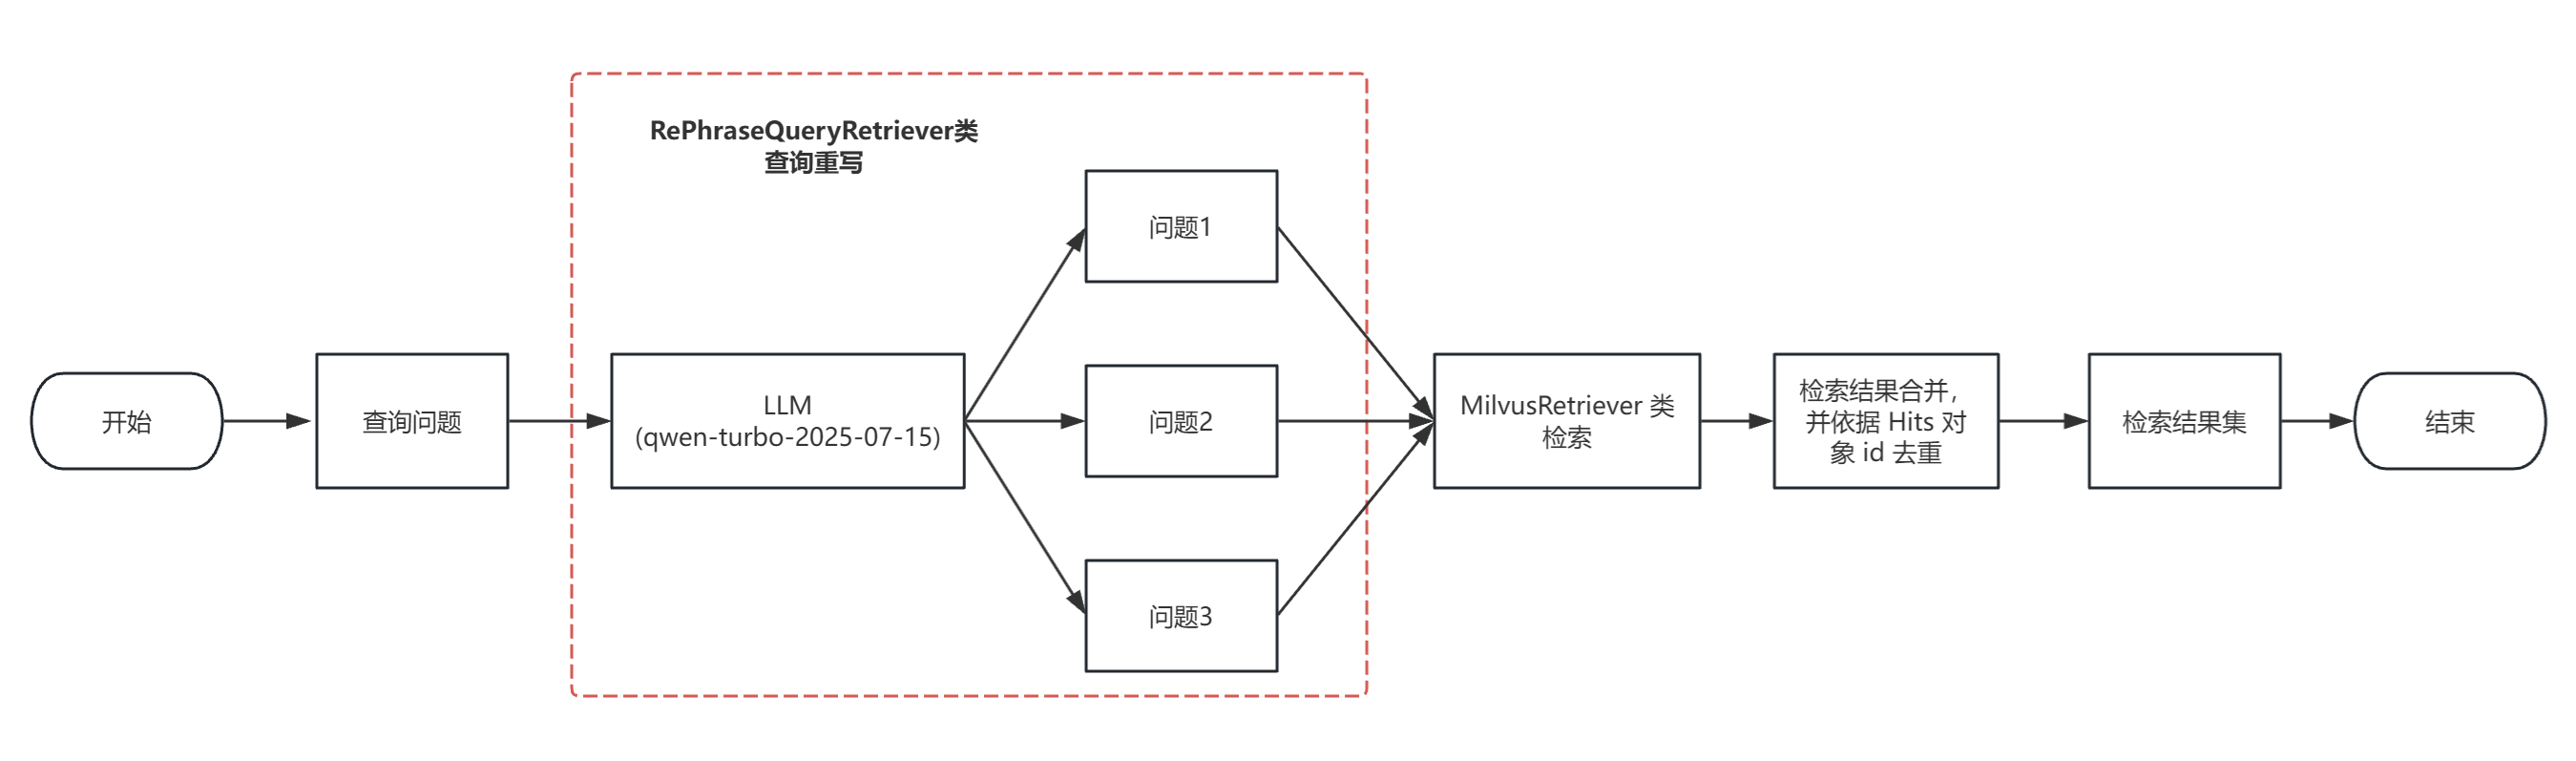 RePhraseQueryRetriever类
查询重写
开始
查询问题
LLM
(qwen-turbo-2025-07-15)
问题1
问题2
问题3
MilvusRetriever 类
检索
检索结果合并，
并依据 Hits 对
象 id 去重
检索结果集
结束